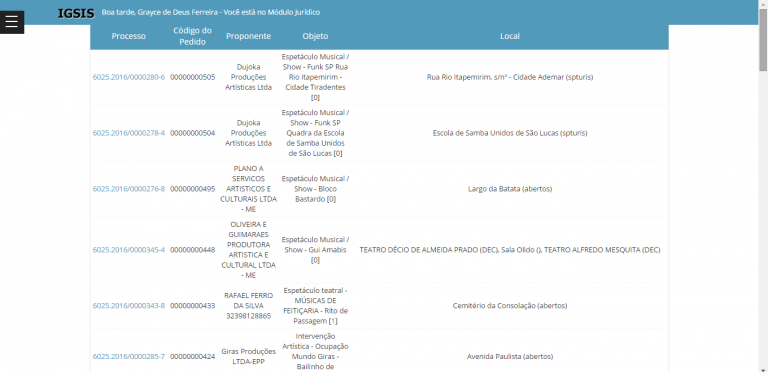 IGSIS Boa tarde, Grayce de Deus Ferreira - Você está no Módulo Jurídico
Processo Código do Pedido Proponente Objeto Local
6025.2016/0000280-6 00000000505 Dujoka Produções Artísticas Ltda Espetáculo Musical / Show - Funk SP Rua Rio Itapemirim - Cidade Tiradentes [0] Rua Rio Itapemirim, s/nº - Cidade Ademar (spturis)
6025.2016/0000278-4 00000000504 Dujoka Produções Artísticas Ltda Espetáculo Musical / Show - Funk SP Quadra da Escola de Samba Unidos de São Lucas [0] Escola de Samba Unidos de São Lucas (spturis)
6025.2016/0000276-8 00000000495 PLANO A SERVICOS ARTISTICOS E CULTURAIS LTDA - ME Espetáculo Musical / Show - Bloco Bastardo [0] Largo da Batata (abertos)
6025.2016/0000345-4 00000000448 OLIVEIRA E GUIMARAES PRODUTORA ARTISTICA E CULTURAL LTDA - ME Espetáculo Musical / Show - Gui Amabis [0] TEATRO DÉCIO DE ALMEIDA PRADO (DEC), Sala Olido (), TEATRO ALFREDO MESQUITA (DEC)
6025.2016/0000343-8 00000000433 RAFAEL FERRO DA SILVA 32398128865 Espetáculo teatral - MÚSICAS DE FEITIÇARIA - Rito de Passagem [1] Cemitério da Consolação (abertos)
6025.2016/0000285-7 00000000424 Giras Produções LTDA-EPP Intervenção Artística - Ocupação Mundo Giras - Bailinho de Avenida Paulista (abertos)